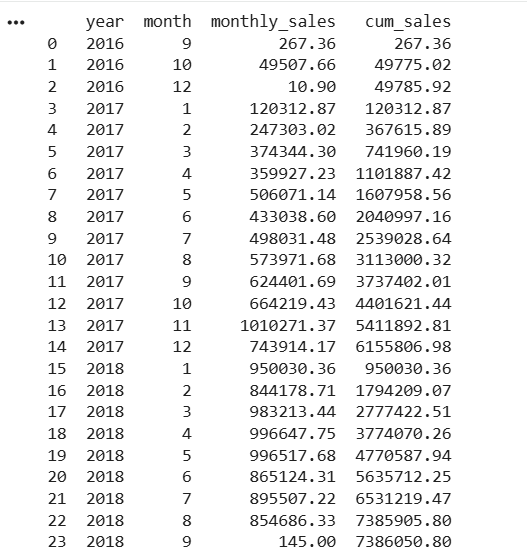 year month monthly_sales cum_sales
0 2016 9 267.36 267.36
1 2016 10 49507.66 49775.02
2 2016 12 10.90 49785.92
3 2017 1 120312.87 120312.87
4 2017 2 247303.02 367615.89
5 2017 3 374344.30 741960.19
6 2017 4 359927.23 1101887.42
7 2017 5 506071.14 1607958.56
8 2017 6 433038.60 2040997.16
9 2017 7 498031.48 2539028.64
10 2017 8 573971.68 3113000.32
11 2017 9 624401.69 3737402.01
12 2017 10 664219.43 4401621.44
13 2017 11 1010271.37 5411892.81
14 2017 12 743914.17 6155806.98
15 2018 1 950030.36 950030.36
16 2018 2 844178.71 1794209.07
17 2018 3 983213.44 2777422.51
18 2018 4 996647.75 3774070.26
19 2018 5 996517.68 4770587.94
20 2018 6 865124.31 5635712.25
21 2018 7 895507.22 6531219.47
22 2018 8 854686.33 7385905.80
23 2018 9 145.00 7386050.80